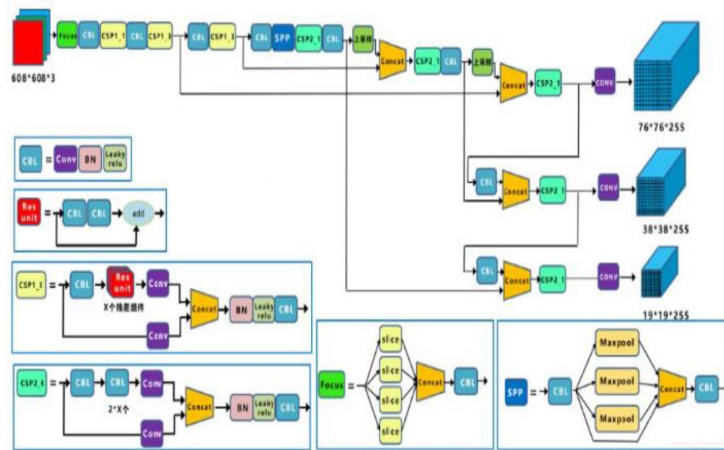 Focus CBL CSP1_1 CBL CSP1_X CBL CSP1_X CBL SPP CSP2_1 CBL 上采样 Concat CSP2_1 CBL 上采样 Concat CSP2_1 CONV
608*608*3
76*76*255
CBL = Conv BN Leaky relu
CBL Concat CSP2_1 CONV
38*38*255
Res unit = CBL CBL add
CBL Concat CSP2_1 CONV
19*19*255
CSP1_X = CBL Res unit Conv Concat BN Leaky relu CBL
X个残差组件
Conv
CSP2_X = CBL CBL Conv Concat BN Leaky relu CBL
2*X个
Conv
Focus = slice slice slice slice Concat CBL
SPP = CBL Maxpool Maxpool Maxpool Concat CBL